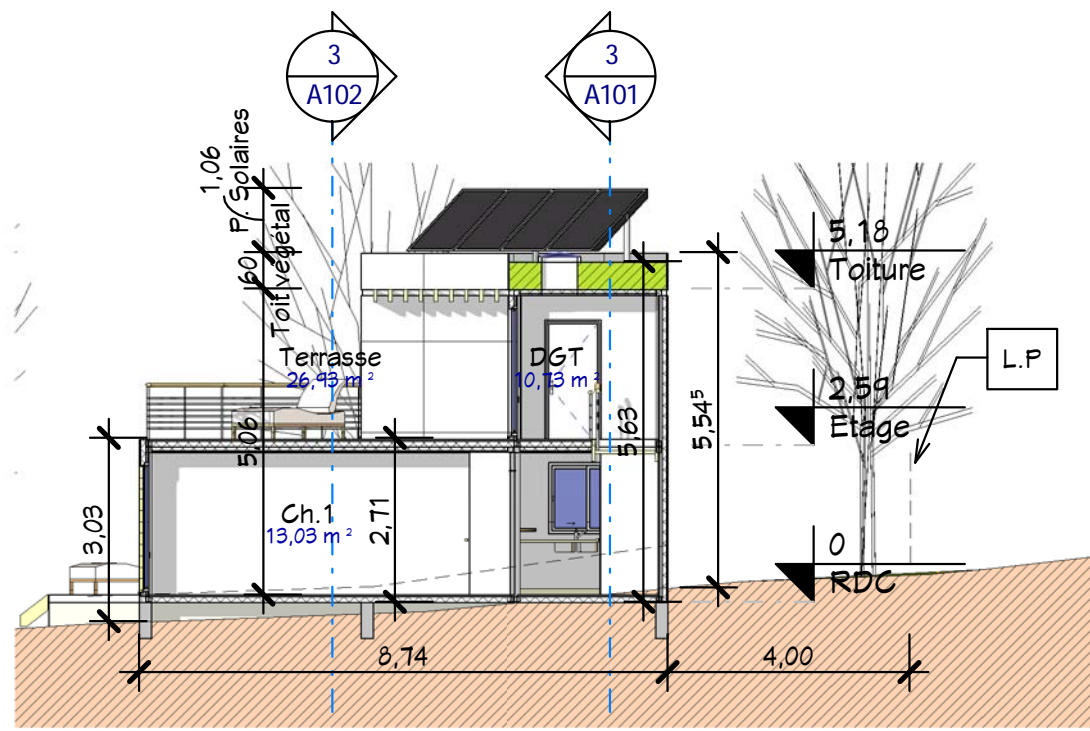 3
A102
3
A101
1,06
P. Solaires
60
Toit végétal
5,18
Toiture
L.P
Terrasse
26,93 m²
DGT
10,73 m²
2,59
Etage
5,06
5,63
5,54⁵
3,03
Ch.1
13,03 m²
2,71
0
RDC
8,74
4,00